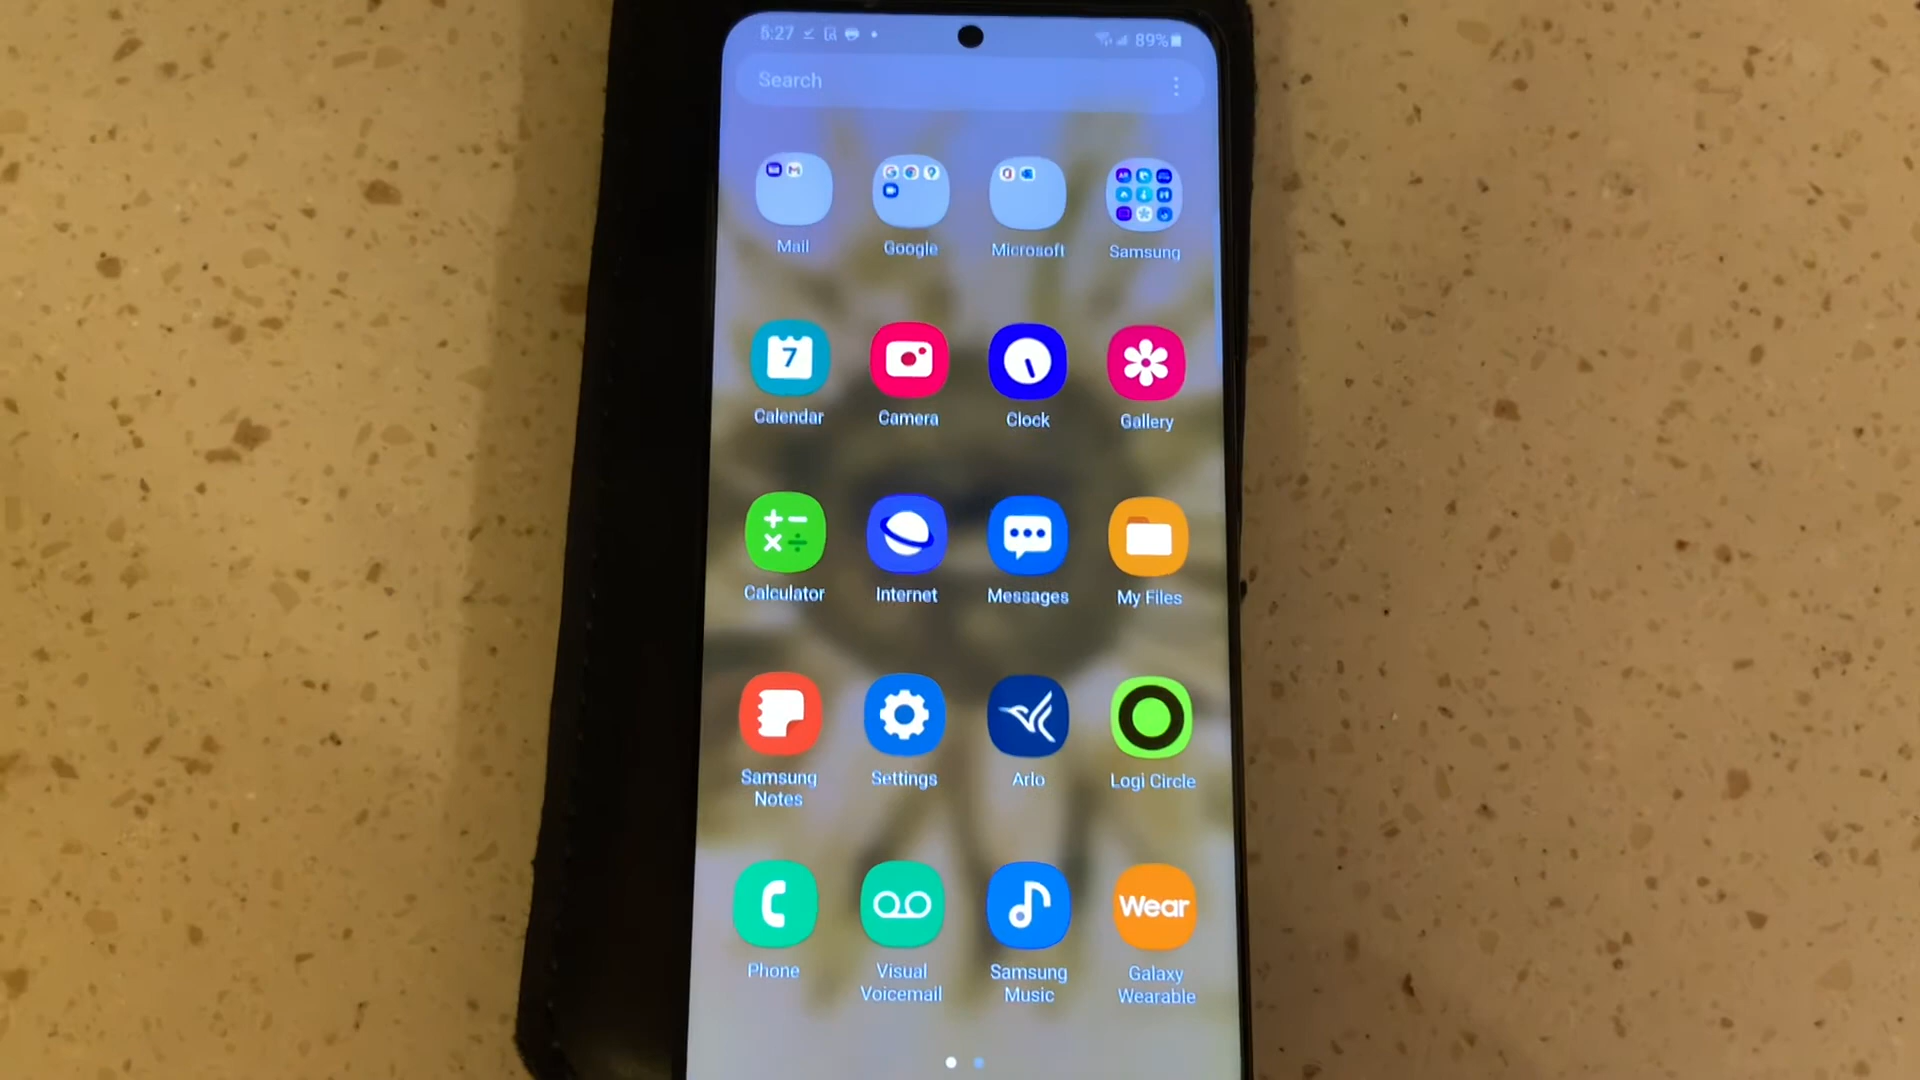 5:27
89%
Search
Mail Google Microsoft Samsung
7
Calendar Camera Clock Gallery
Calculator Internet Messages My Files
Samsung Notes Settings Arlo Logi Circle
Wear
Phone Visual Voicemail Samsung Music Galaxy Wearable